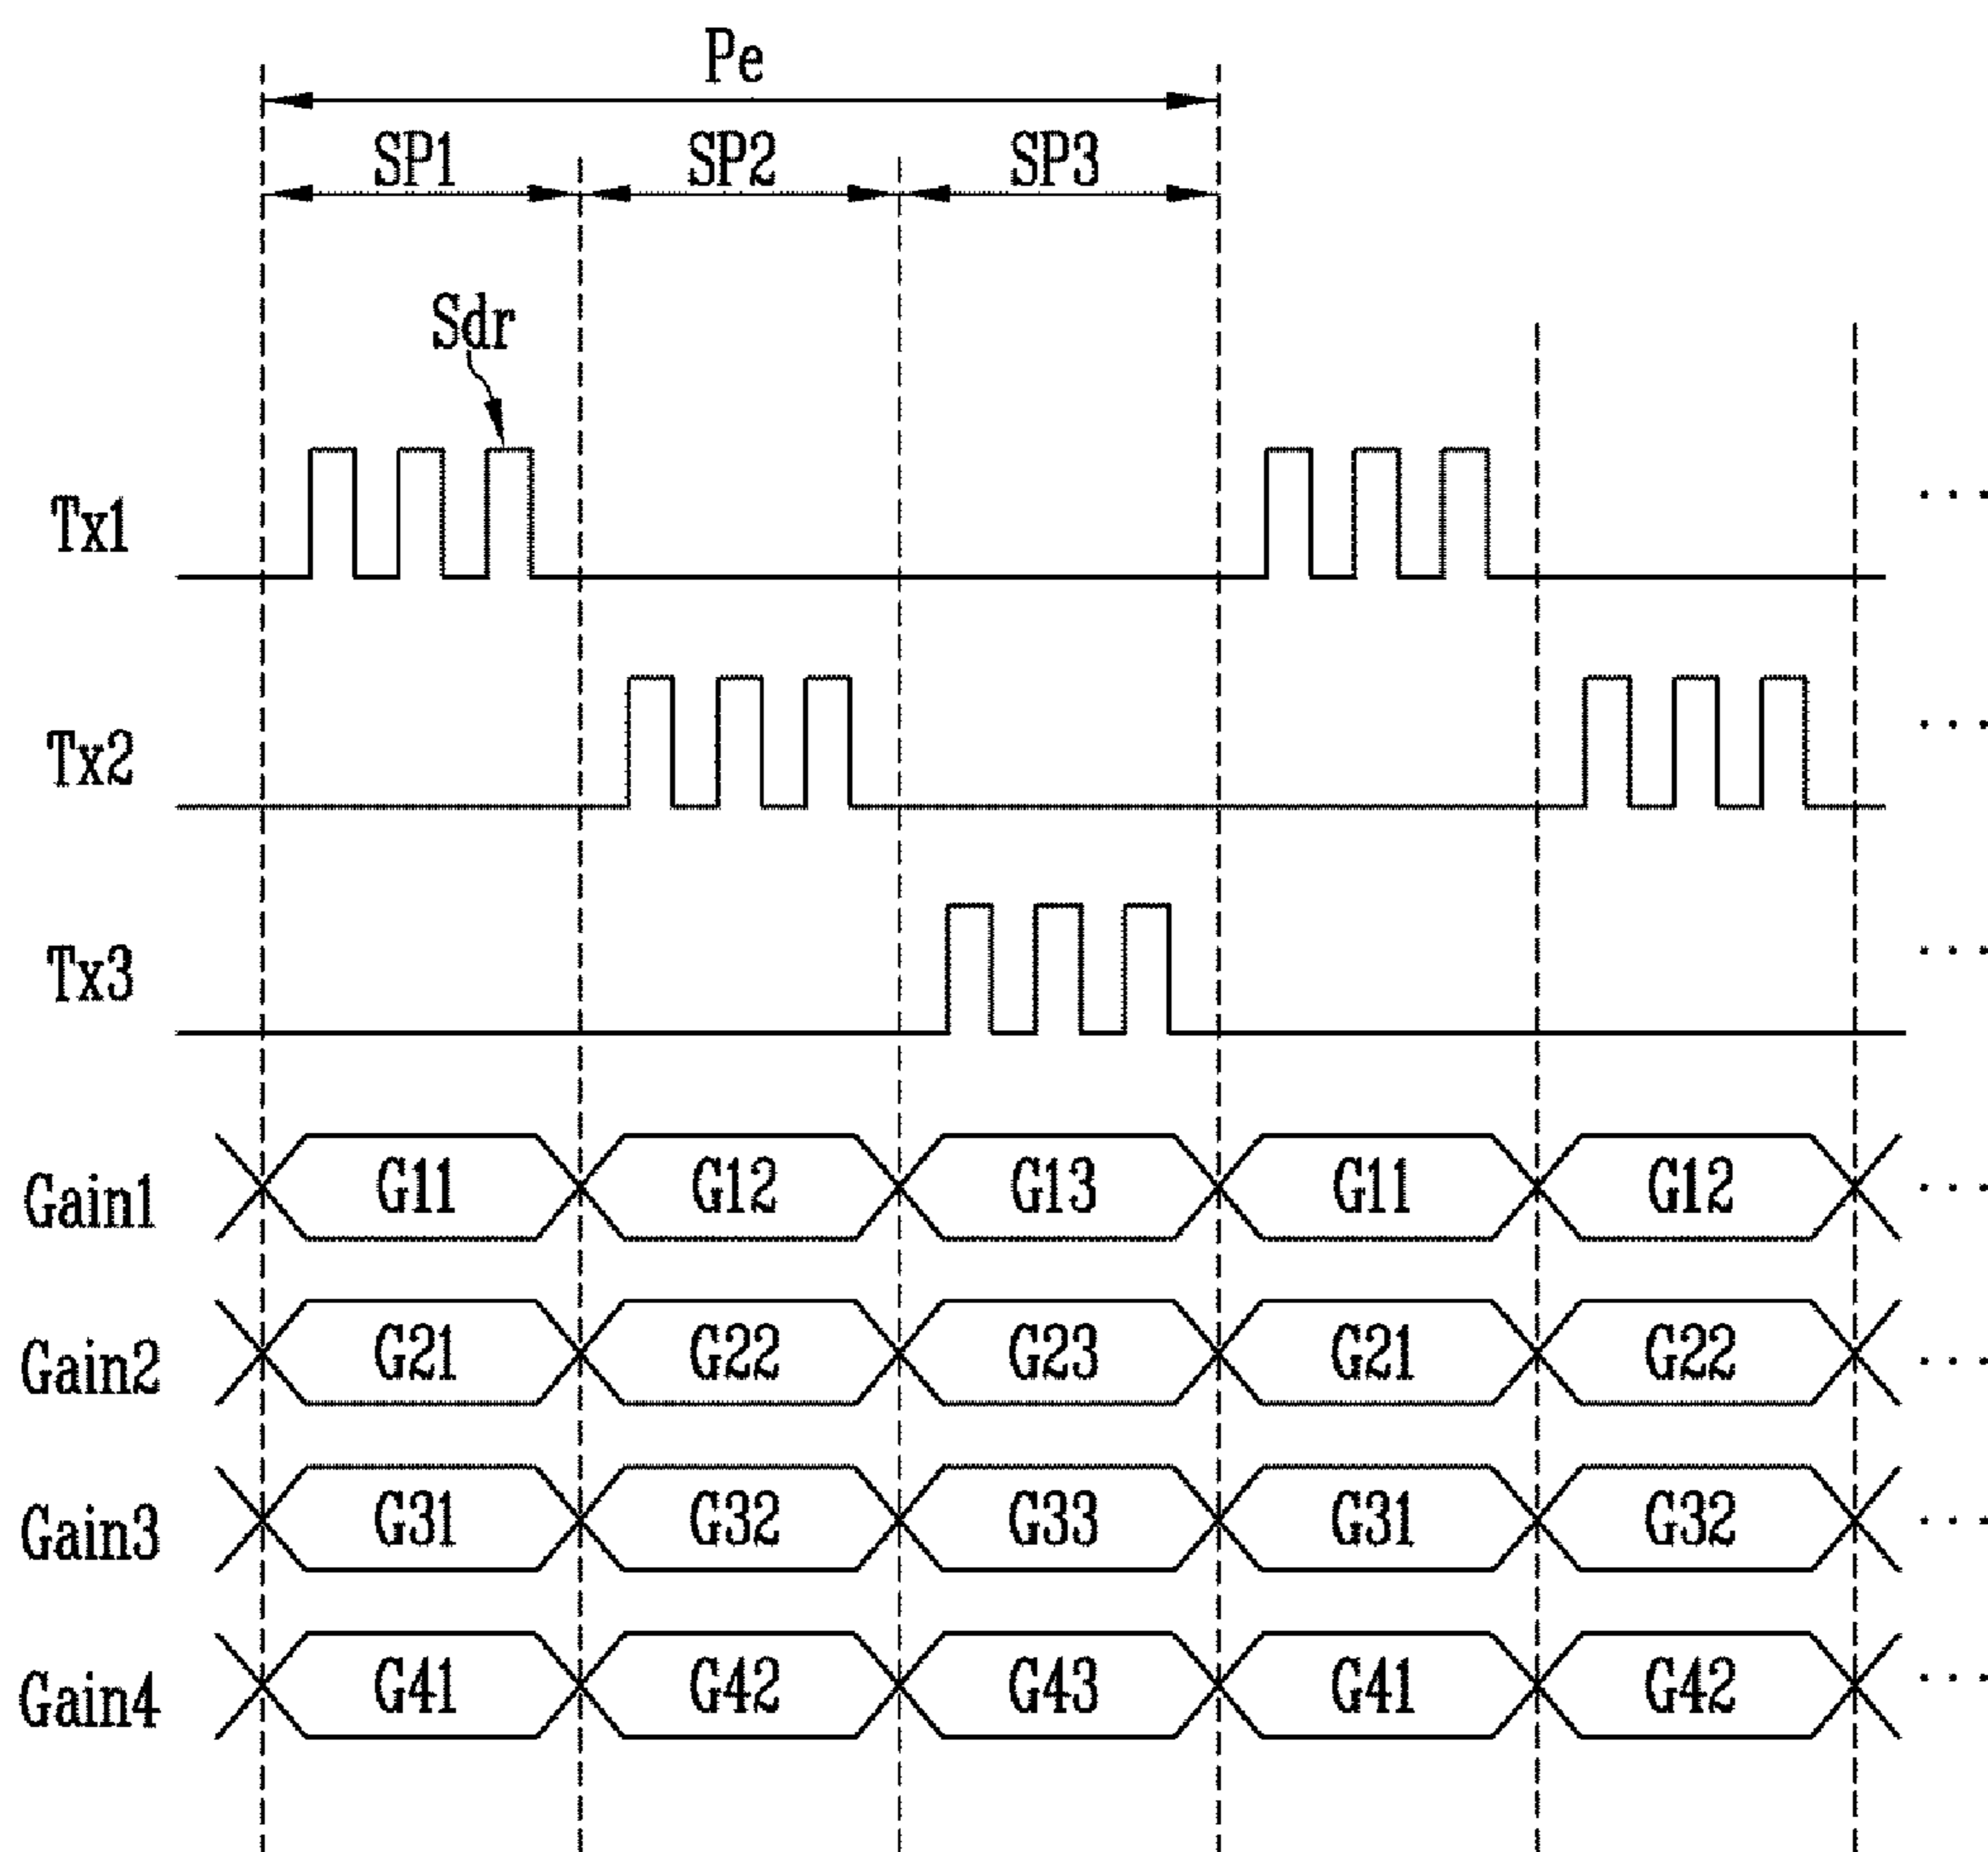 Pe
SP1 SP2 SP3
Sdr
Tx1 ...
Tx2 ...
Tx3 ...
Gain1 G11 G12 G13 G11 G12 ...
Gain2 G21 G22 G23 G21 G22 ...
Gain3 G31 G32 G33 G31 G32 ...
Gain4 G41 G42 G43 G41 G42 ...